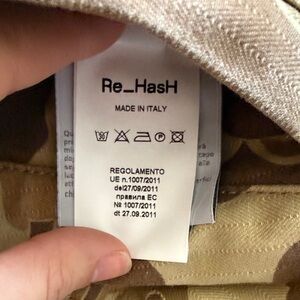 Re_HasH
MADE IN ITALY
P
REGOLAMENTO
UE n.1007/2011
del27/09/2011
правила ЕС
№ 1007/2011
dt 27.09.2011